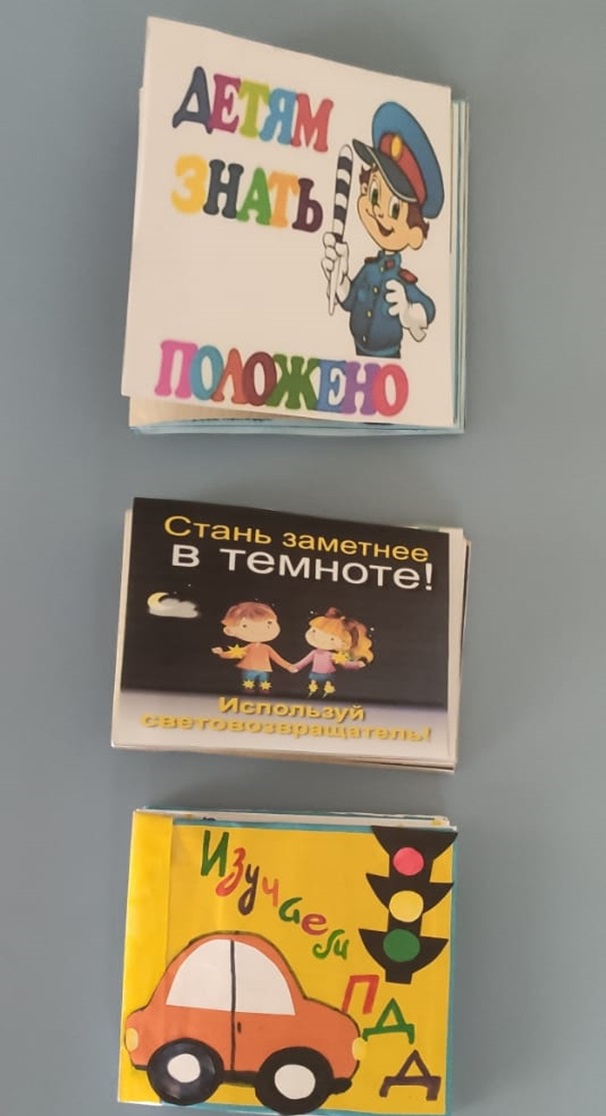 ДЕТЯМ
ЗНАТЬ
ПОЛОЖЕНО
Стань заметнее
в темноте!
Используй
световозвращатель!
Изучаем
ПДД